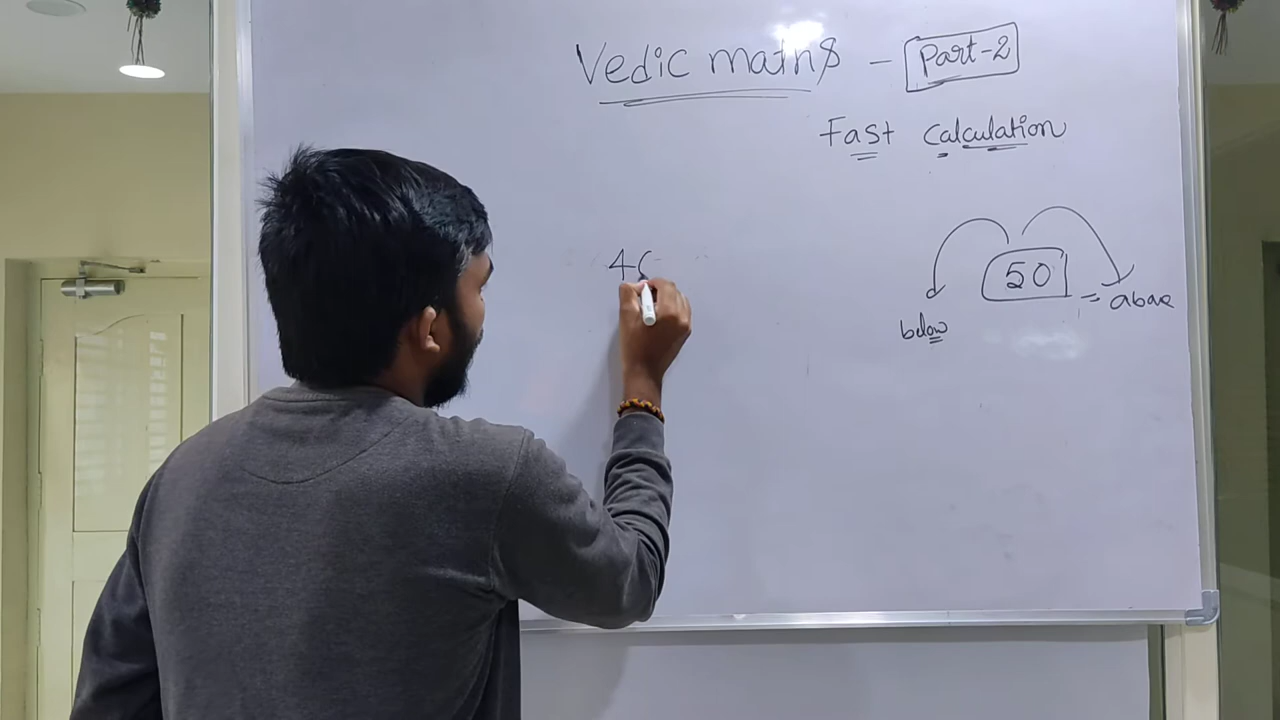 Vedic maths - Part-2
Fast calculation
4
50
below
= above